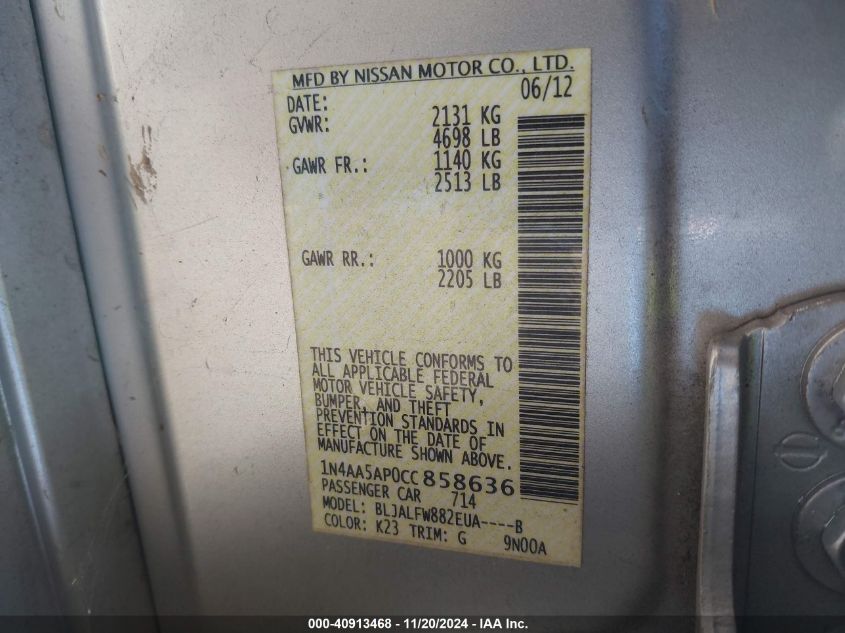 MFD BY NISSAN MOTOR CO., LTD.
DATE: 06/12
GVWR: 2131 KG
4698 LB
GAWR FR.: 1140 KG
2513 LB
GAWR RR.: 1000 KG
2205 LB
THIS VEHICLE CONFORMS TO
ALL APPLICABLE FEDERAL
MOTOR VEHICLE SAFETY,
BUMPER, AND THEFT
PREVENTION STANDARDS IN
EFFECT ON THE DATE OF
MANUFACTURE SHOWN ABOVE.
1N4AA5AP0CC858636
PASSENGER CAR 714
MODEL: BLJALFW882EUA----B
COLOR: K23 TRIM: G 9N00A
000-40913468 - 11/20/2024 - IAA Inc.